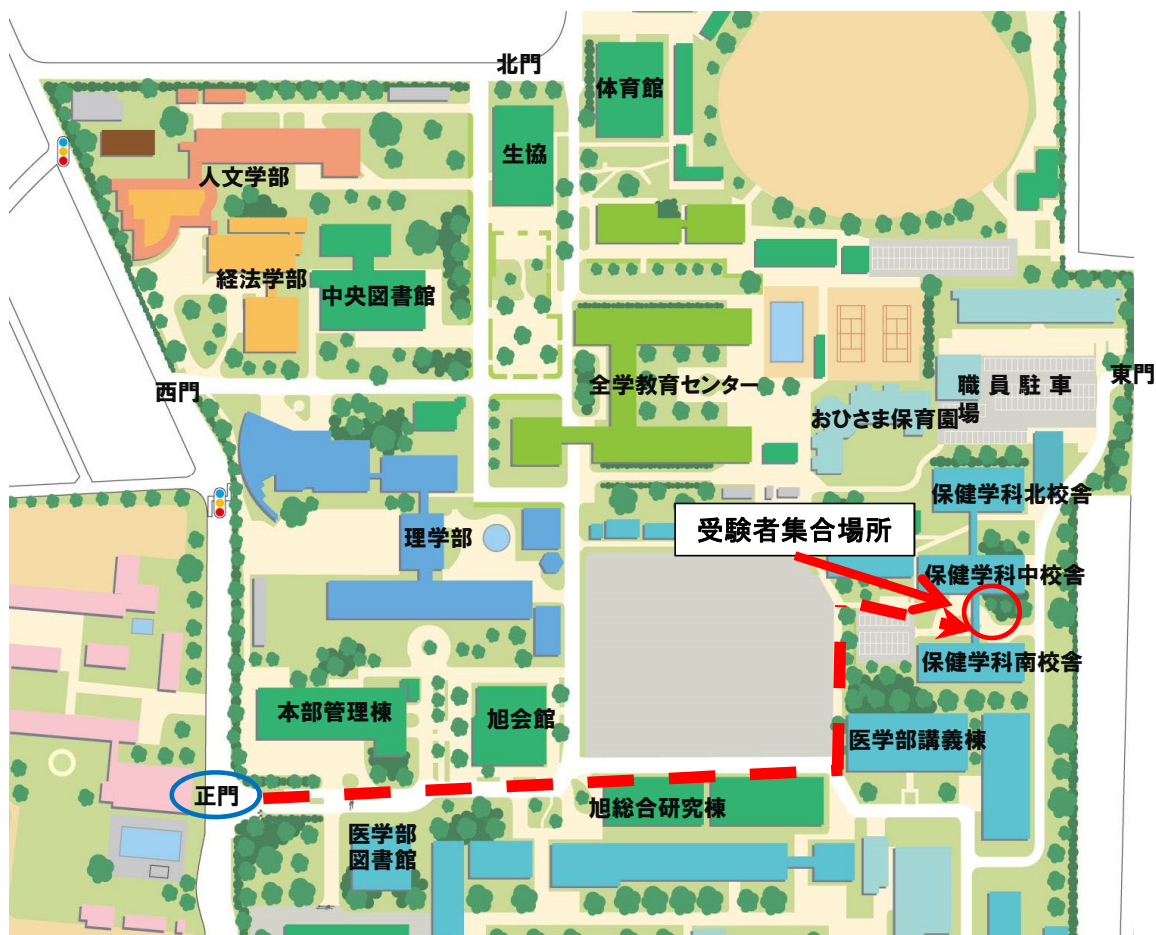 北門
体育館
生協
人文学部
経法学部
中央図書館
西門
全学教育センター
職員駐車
場
東門
おひさま保育園
保健学科北校舎
受験者集合場所
理学部
保健学科中校舎
保健学科南校舎
本部管理棟
旭会館
医学部講義棟
正門
旭総合研究棟
医学部
図書館